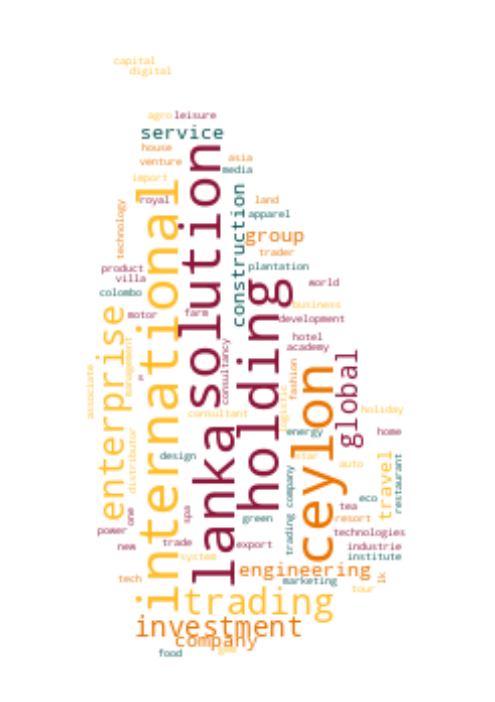 capital
digital
agro leisure
service
house
asia
venture
media
import
royal
land
technology
apparel
construction
group
international
solution
trader
product
plantation
villa
world
colombo
holding
business
motor
farm
development
enterprise
hotel
academy
management
consultancy
fashion
global
associate
ceylon
logistic
consultant
holiday
distributor
energy
home
lanka
design
star
auto
travel
restaurant
trading company
eco
spa
tea
one
green
resort
power
technologies
new
trade
export
industrie
system
institute
tech
engineering
marketing
lk
tour
trading
investment
company
food